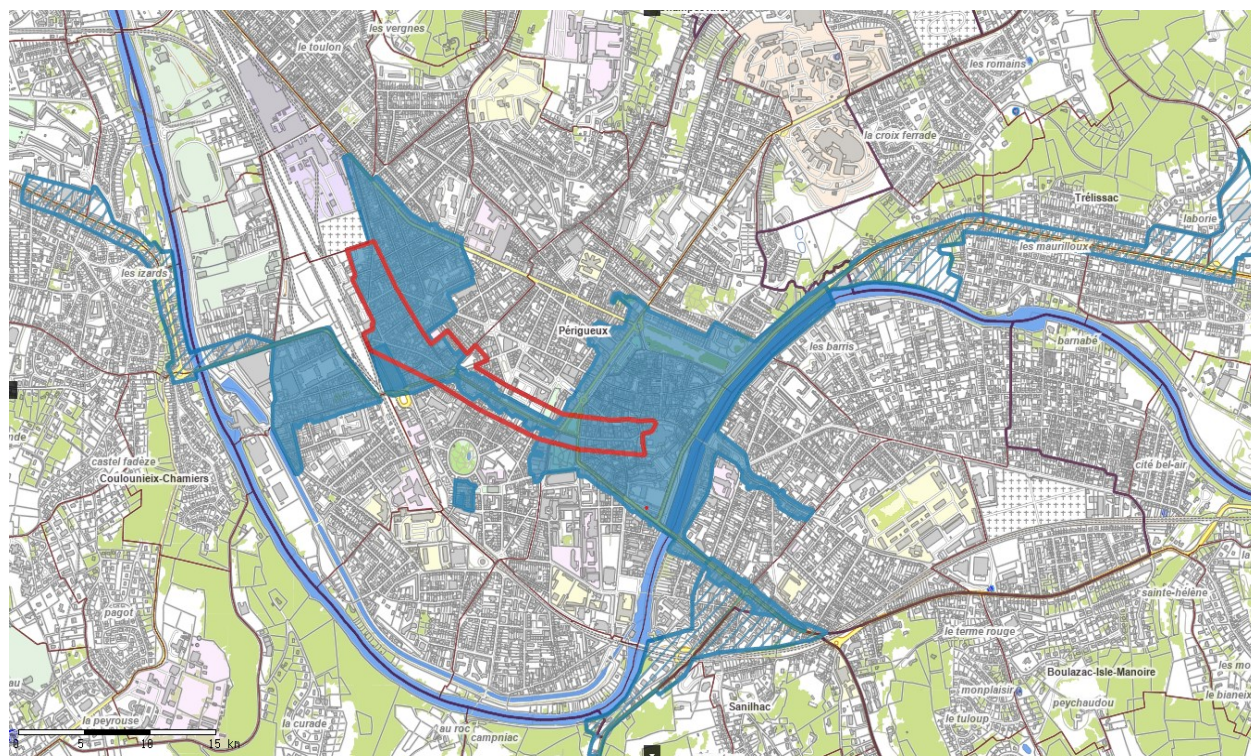 les vergnes
le toulon
les romains
la croix ferrade
Trélissac
laborie
les maurilloux
les izards
Périgueux
barnabé
les barris
castel fadèze
Coulounieix-Chamiers
cité bel-air
pagot
sainte-hélène
le terme rouge
Boulazac-Isle-Manoire
monplaisir
peychaudou
Sanilhac
le tuloup
la peyrouse
la curade
au roc
campniac
0 5 10 15 km